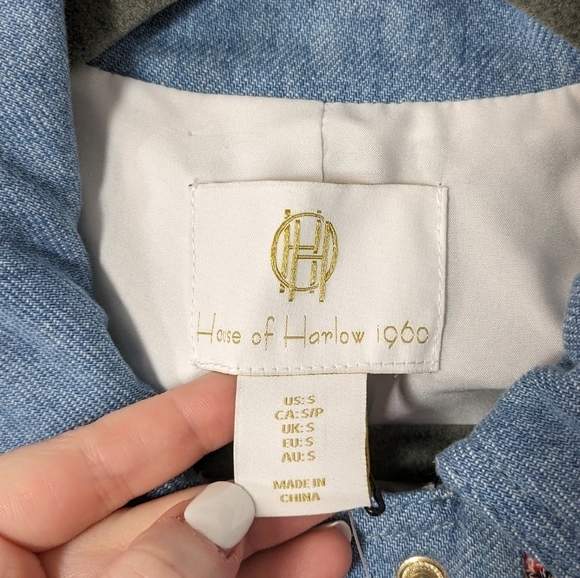 House of Harlow 1960
US: S
CA: S/P
UK: S
EU: S
AU: S
MADE IN
CHINA